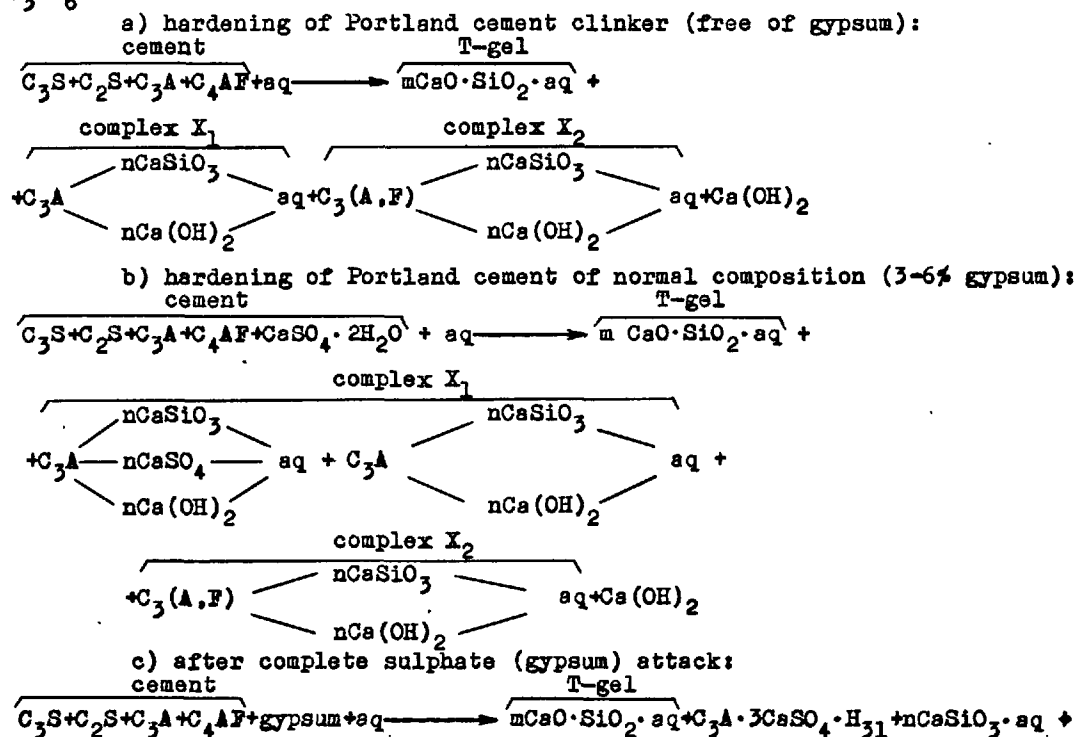 3 6
a) hardening of Portland cement clinker (free of gypsum):
cement T-gel
C₃S+C₂S+C₃A+C₄AF+aq ⟶ mCaO·SiO₂·aq +
complex X₁ complex X₂
nCaSiO₃ nCaSiO₃
+C₃A aq+C₃(A,F) aq+Ca(OH)₂
nCa(OH)₂ nCa(OH)₂
b) hardening of Portland cement of normal composition (3-6% gypsum):
cement T-gel
C₃S+C₂S+C₃A+C₄AF+CaSO₄·2H₂O + aq ⟶ m CaO·SiO₂·aq +
complex X₁
nCaSiO₃ nCaSiO₃
+C₃A nCaSO₄ aq + C₃A aq +
nCa(OH)₂ nCa(OH)₂
complex X₂
nCaSiO₃
+C₃(A,F) aq+Ca(OH)₂
nCa(OH)₂
c) after complete sulphate (gypsum) attack:
cement T-gel
C₃S+C₂S+C₃A+C₄AF+gypsum+aq ⟶ mCaO·SiO₂·aq+C₃A·3CaSO₄·H₃₁+nCaSiO₃·aq +